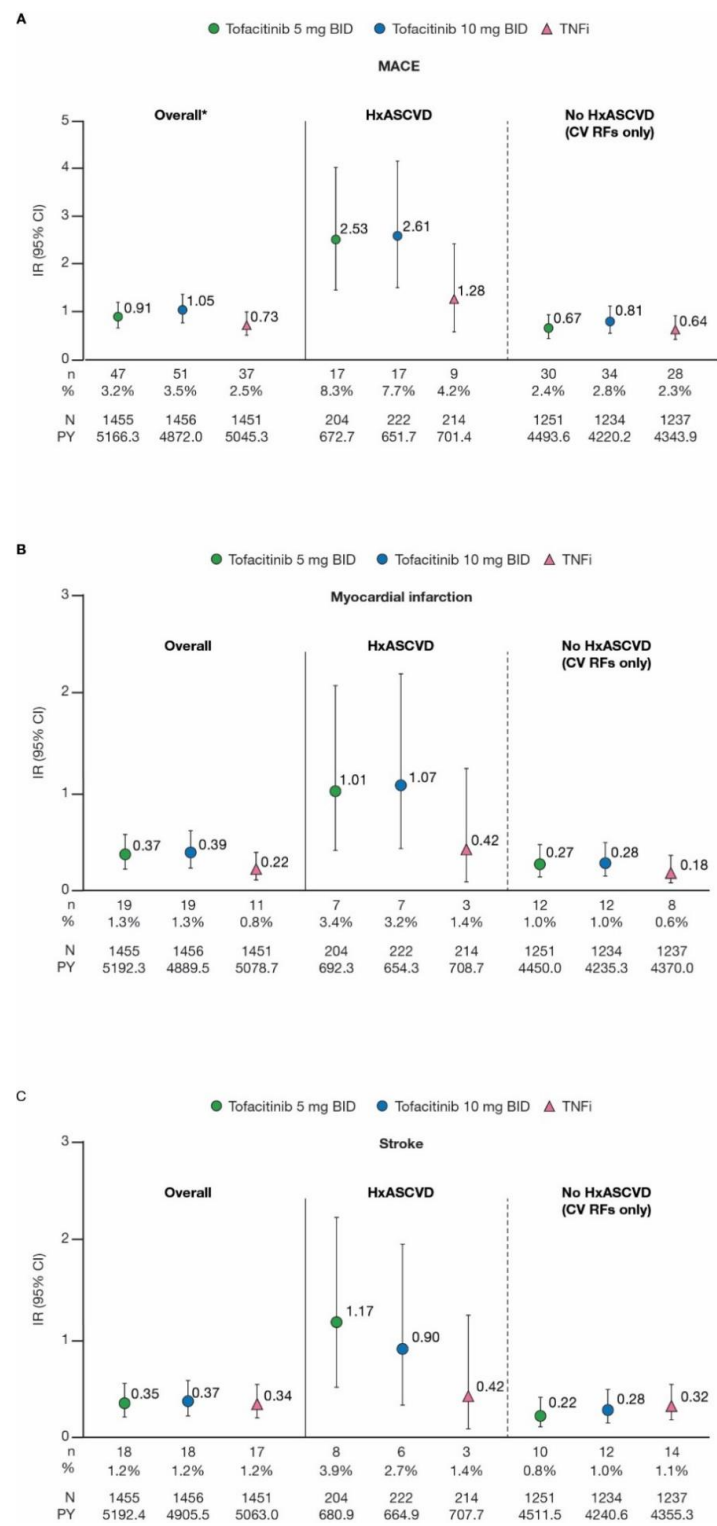 A
Tofacitinib 5 mg BID Tofacitinib 10 mg BID TNFi
MACE
Overall* HxASCVD No HxASCVD
(CV RFs only)
IR (95% CI)
5
4
3
2
1
0
2.53 2.61 1.28
0.91 1.05 0.73
0.67 0.81 0.64
n 47 51 37 17 17 9 30 34 28
% 3.2% 3.5% 2.5% 8.3% 7.7% 4.2% 2.4% 2.8% 2.3%
N 1455 1456 1451 204 222 214 1251 1234 1237
PY 5166.3 4872.0 5045.3 672.7 651.7 701.4 4493.6 4220.2 4343.9
B
Tofacitinib 5 mg BID Tofacitinib 10 mg BID TNFi
Myocardial infarction
Overall HxASCVD No HxASCVD
(CV RFs only)
IR (95% CI)
3
2
1
0
1.01 1.07 0.42
0.37 0.39 0.22
0.27 0.28 0.18
n 19 19 11 7 7 3 12 12 8
% 1.3% 1.3% 0.8% 3.4% 3.2% 1.4% 1.0% 1.0% 0.6%
N 1455 1456 1451 204 222 214 1251 1234 1237
PY 5192.3 4889.5 5078.7 692.3 654.3 708.7 4450.0 4235.3 4370.0
C
Tofacitinib 5 mg BID Tofacitinib 10 mg BID TNFi
Stroke
Overall HxASCVD No HxASCVD
(CV RFs only)
IR (95% CI)
3
2
1
0
1.17 0.90 0.42
0.35 0.37 0.34
0.22 0.28 0.32
n 18 18 17 8 6 3 10 12 14
% 1.2% 1.2% 1.2% 3.9% 2.7% 1.4% 0.8% 1.0% 1.1%
N 1455 1456 1451 204 222 214 1251 1234 1237
PY 5192.4 4905.5 5063.0 680.9 664.9 707.7 4511.5 4240.6 4355.3